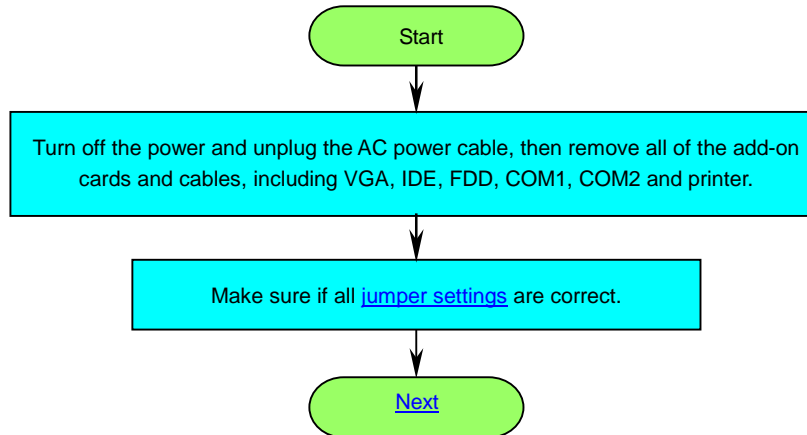 Start
Turn off the power and unplug the AC power cable, then remove all of the add-on
cards and cables, including VGA, IDE, FDD, COM1, COM2 and printer.
Make sure if all jumper settings are correct.
Next